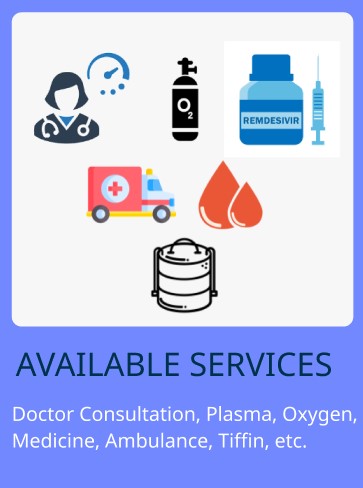 O2
REMDESIVIR
AVAILABLE SERVICES
Doctor Consultation, Plasma, Oxygen,
Medicine, Ambulance, Tiffin, etc.